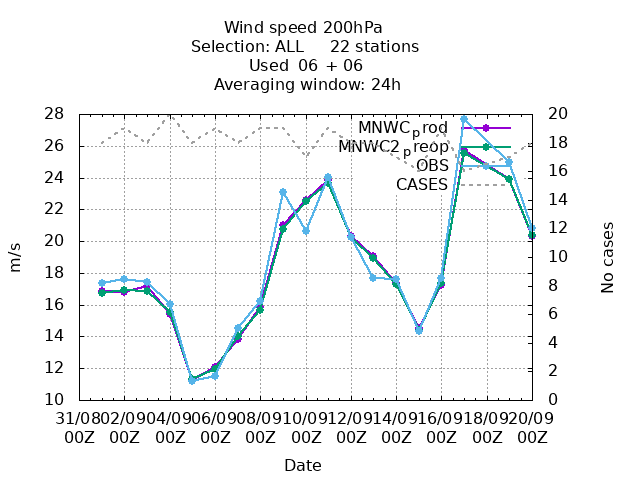 Wind speed 200hPa
Selection: ALL 22 stations
Used 06 + 06
Averaging window: 24h
28
26
24
22
20
18
16
14
12
10
m/s
20
18
16
14
12
10
8
6
4
2
0
No cases
MNWCprod
MNWC2preop
OBS
CASES
31/08 02/09 04/09 06/09 08/09 10/09 12/09 14/09 16/09 18/09 20/09
00Z 00Z 00Z 00Z 00Z 00Z 00Z 00Z 00Z 00Z 00Z
Date